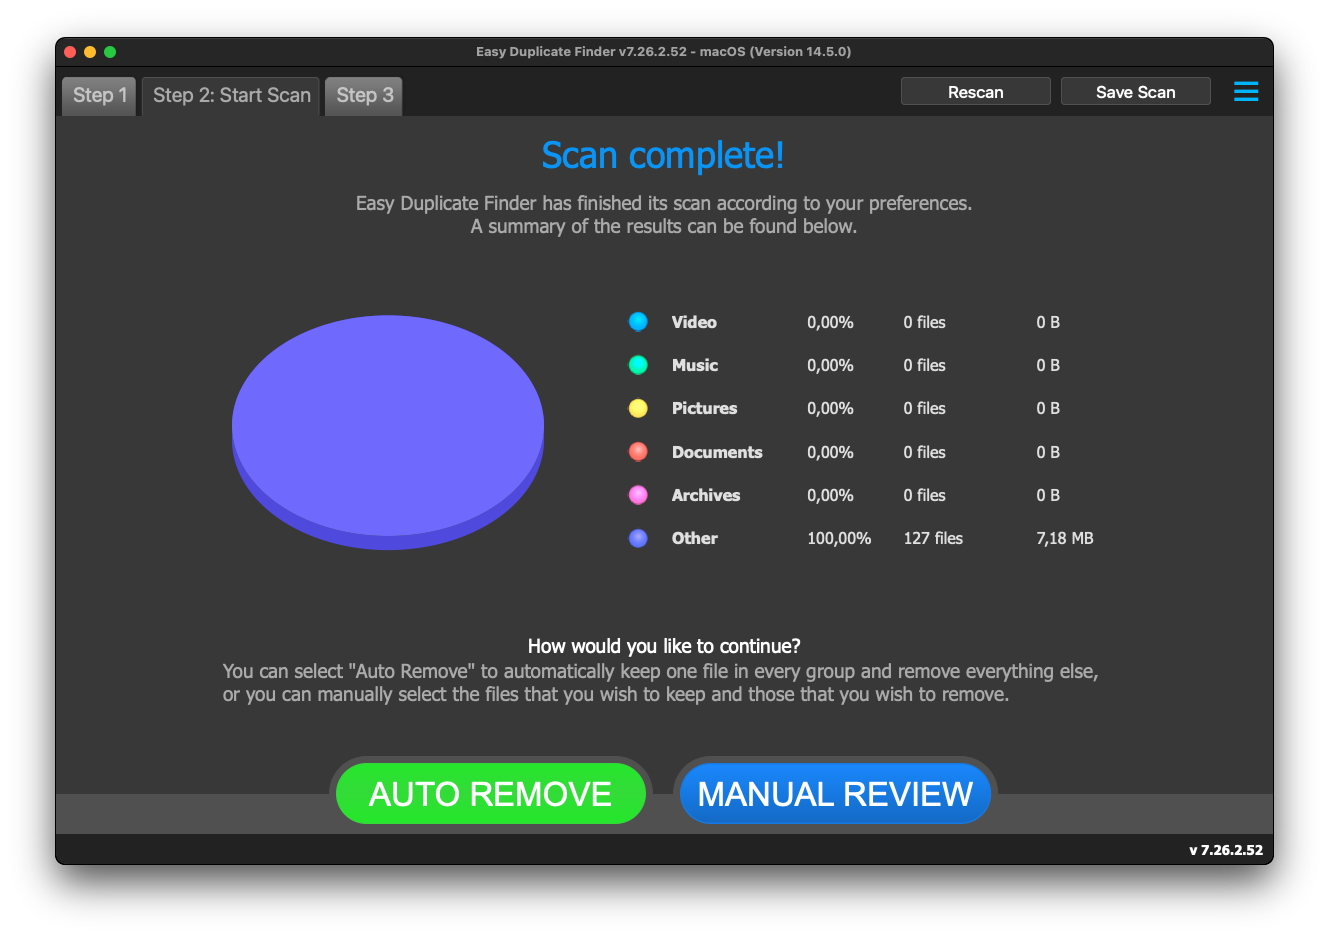 Easy Duplicate Finder v7.26.2.52 - macOS (Version 14.5.0)
Step 1
Step 2: Start Scan
Step 3
Rescan
Save Scan
Scan complete!
Easy Duplicate Finder has finished its scan according to your preferences.
A summary of the results can be found below.
Video 0,00% 0 files 0 B
Music 0,00% 0 files 0 B
Pictures 0,00% 0 files 0 B
Documents 0,00% 0 files 0 B
Archives 0,00% 0 files 0 B
Other 100,00% 127 files 7,18 MB
How would you like to continue?
You can select "Auto Remove" to automatically keep one file in every group and remove everything else,
or you can manually select the files that you wish to keep and those that you wish to remove.
AUTO REMOVE
MANUAL REVIEW
v 7.26.2.52